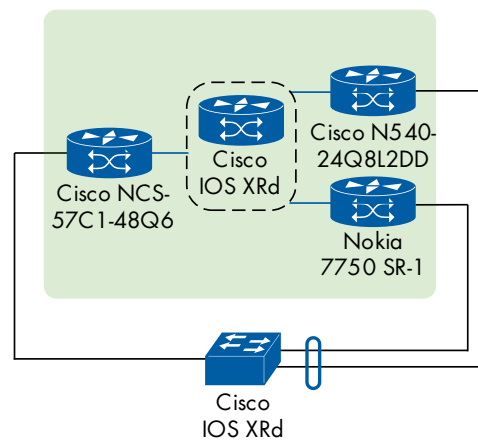 Cisco N540-
24Q8L2DD
Cisco
IOS XRd
Cisco NCS-
57C1-48Q6
Nokia
7750 SR-1
Cisco
IOS XRd